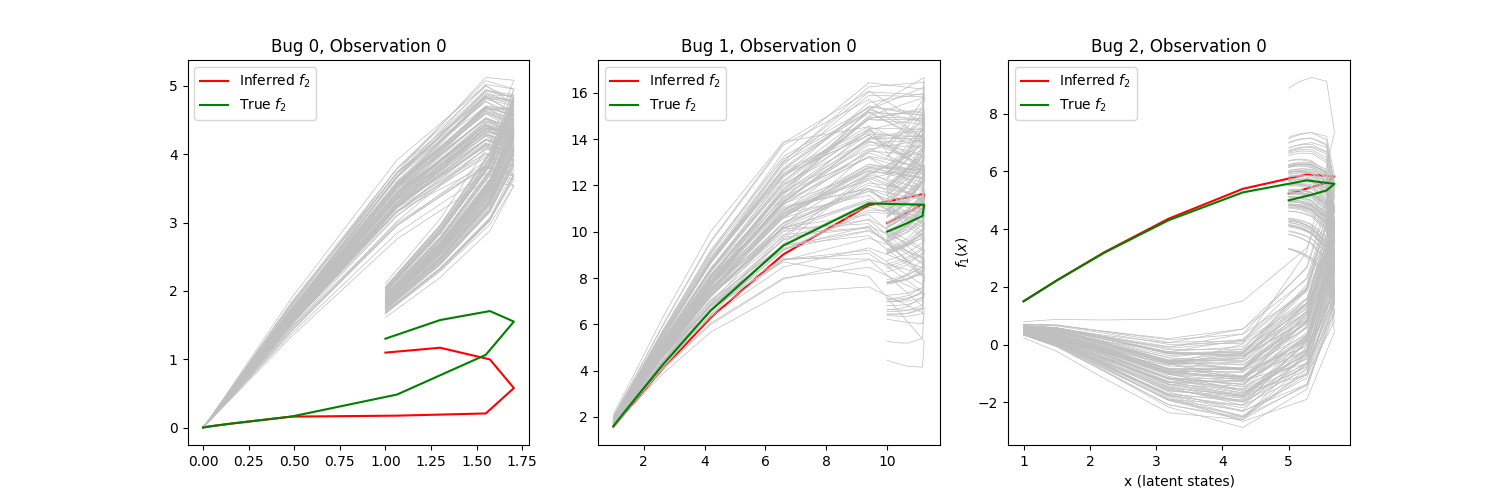 Bug 0, Observation 0
Inferred f₂
True f₂
5
4
3
2
1
0
0.00 0.25 0.50 0.75 1.00 1.25 1.50 1.75
Bug 1, Observation 0
Inferred f₂
True f₂
16
14
12
10
8
6
4
2
2 4 6 8 10
Bug 2, Observation 0
Inferred f₂
True f₂
f₁(x)
8
6
4
2
0
−2
1 2 3 4 5
x (latent states)